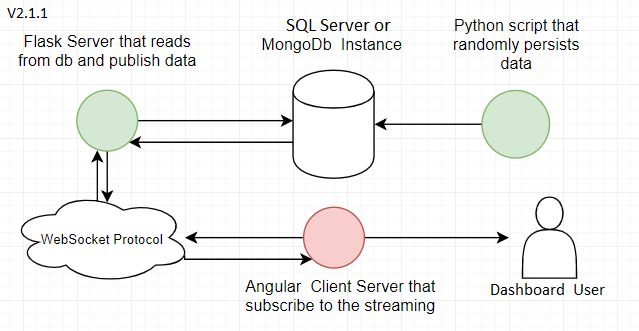 V2.1.1
Flask Server that reads
from db and publish data
SQL Server or
MongoDb Instance
Python script that
randomly persists
data
WebSocket Protocol
Angular Client Server that
subscribe to the streaming
Dashboard User